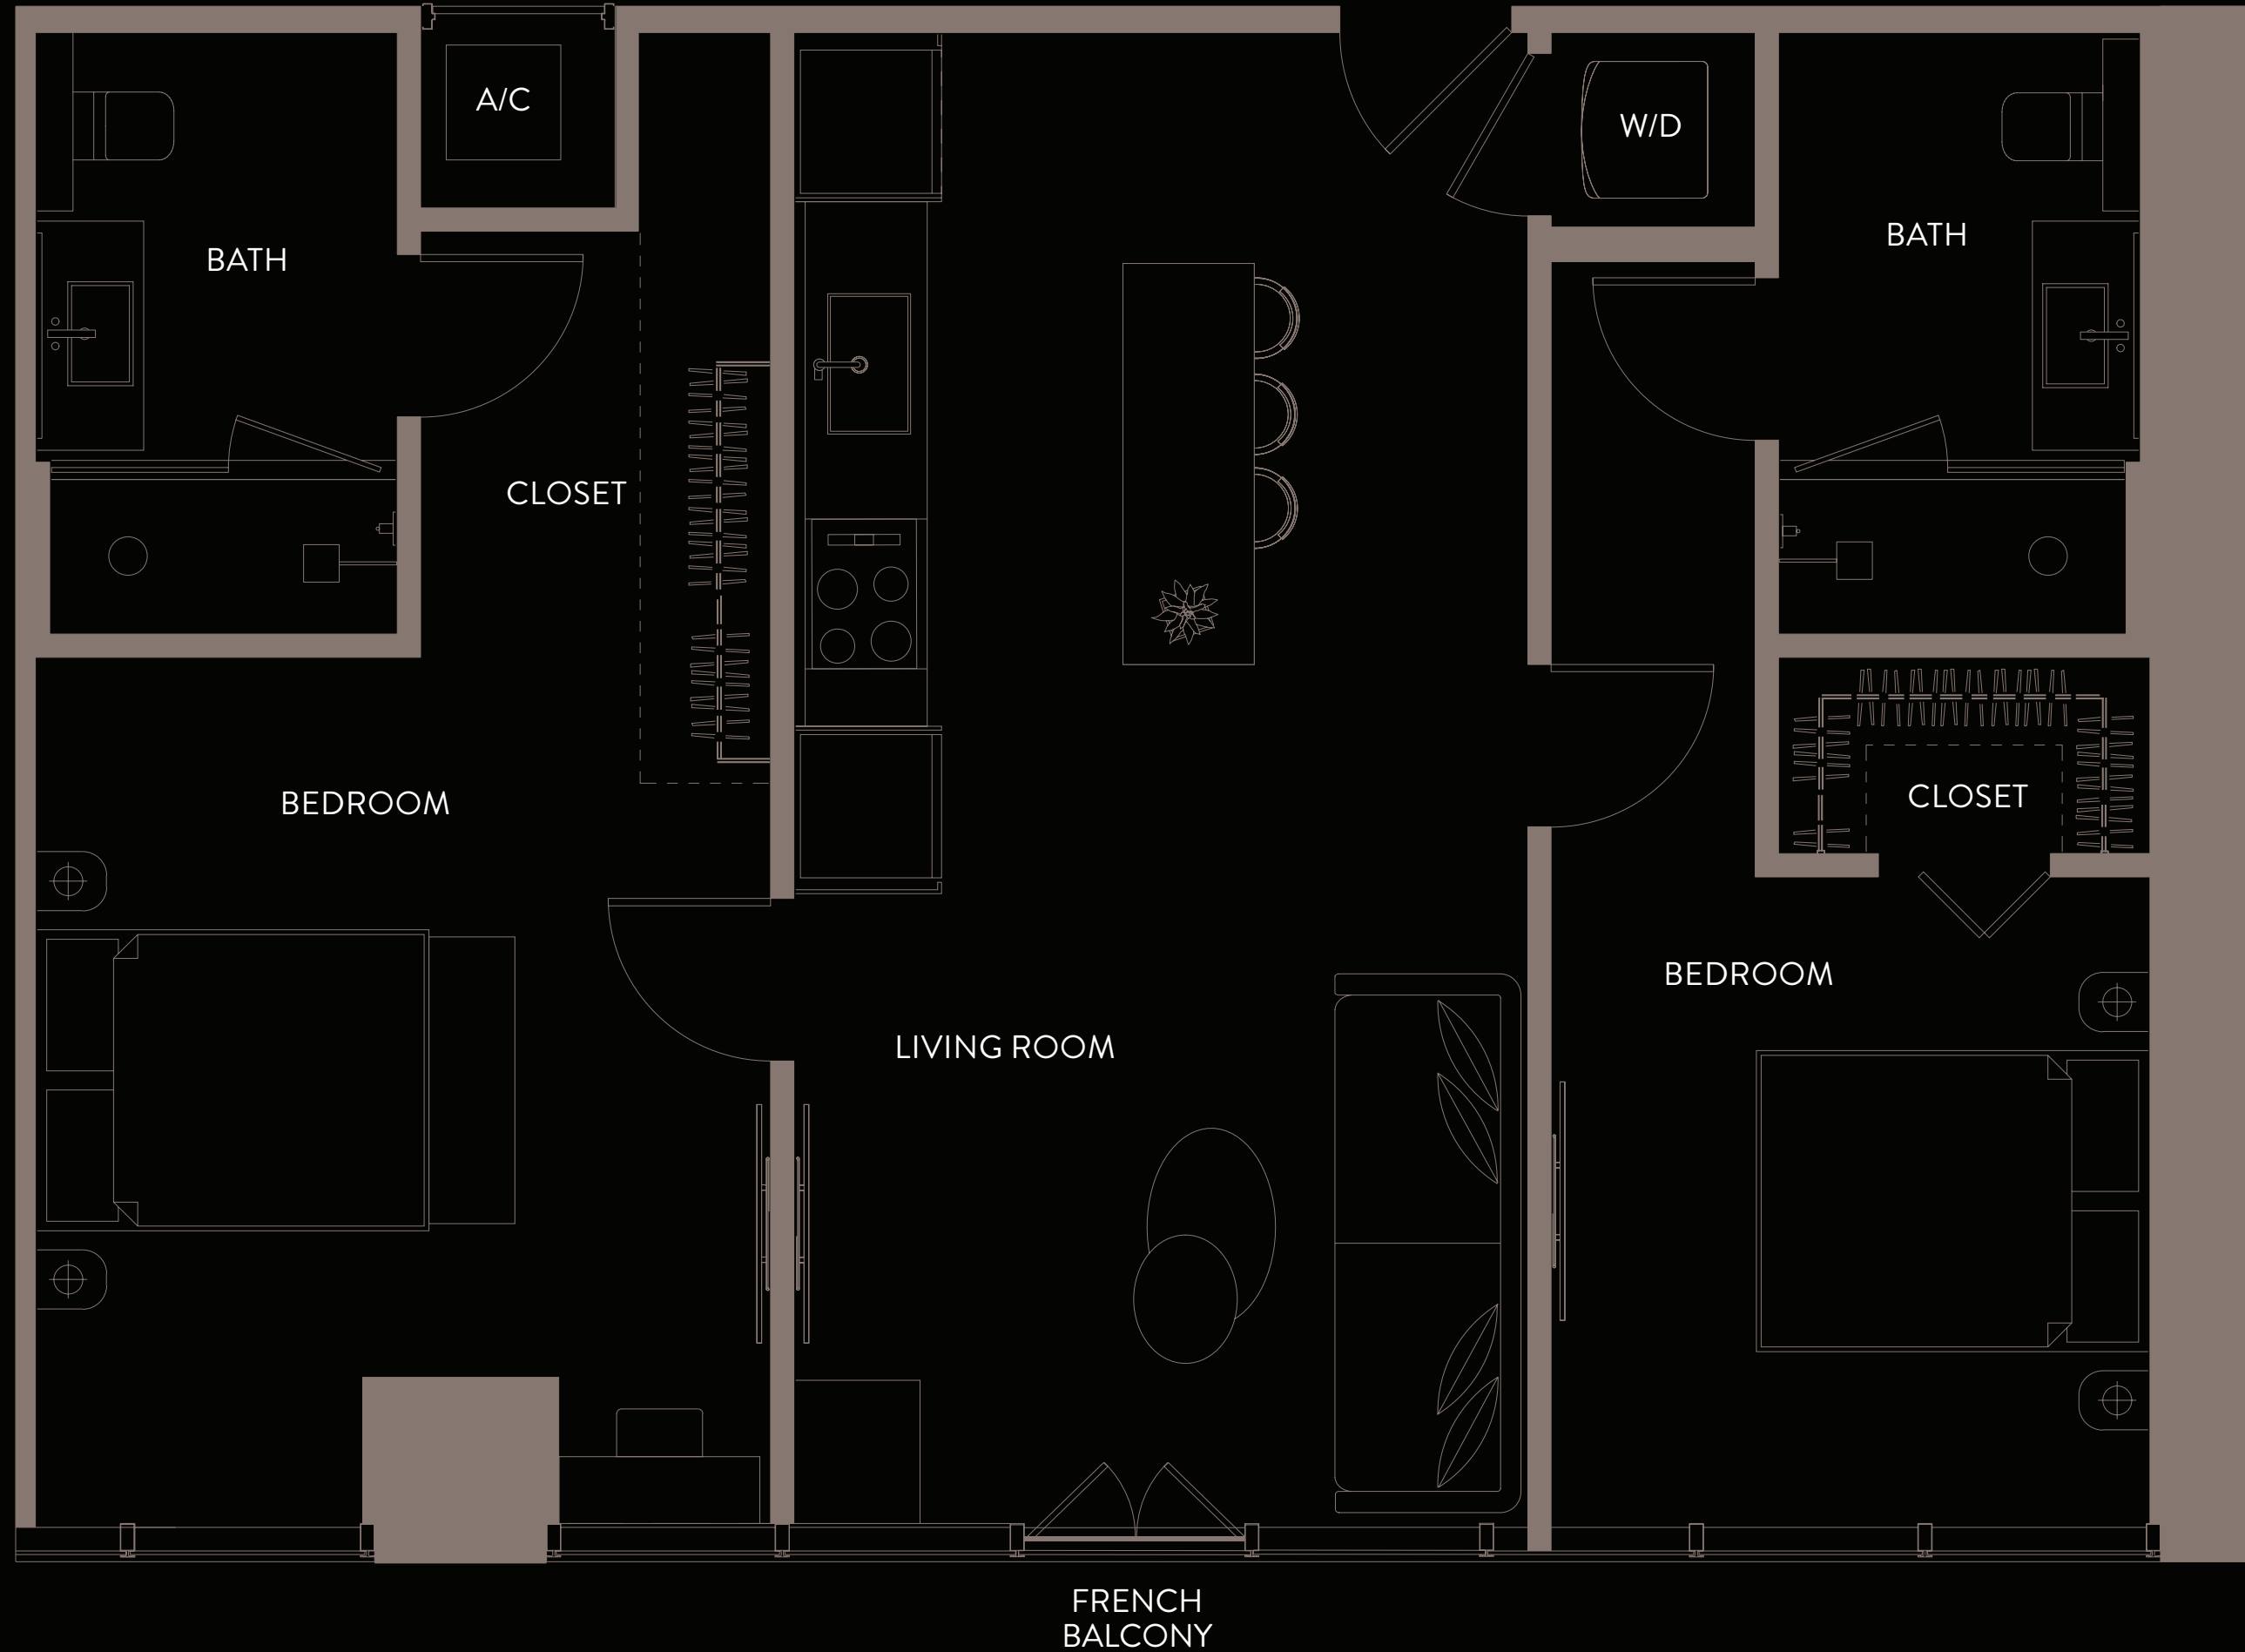 A/C
W/D
BATH
BATH
CLOSET
BEDROOM
CLOSET
BEDROOM
LIVING ROOM
FRENCH
BALCONY